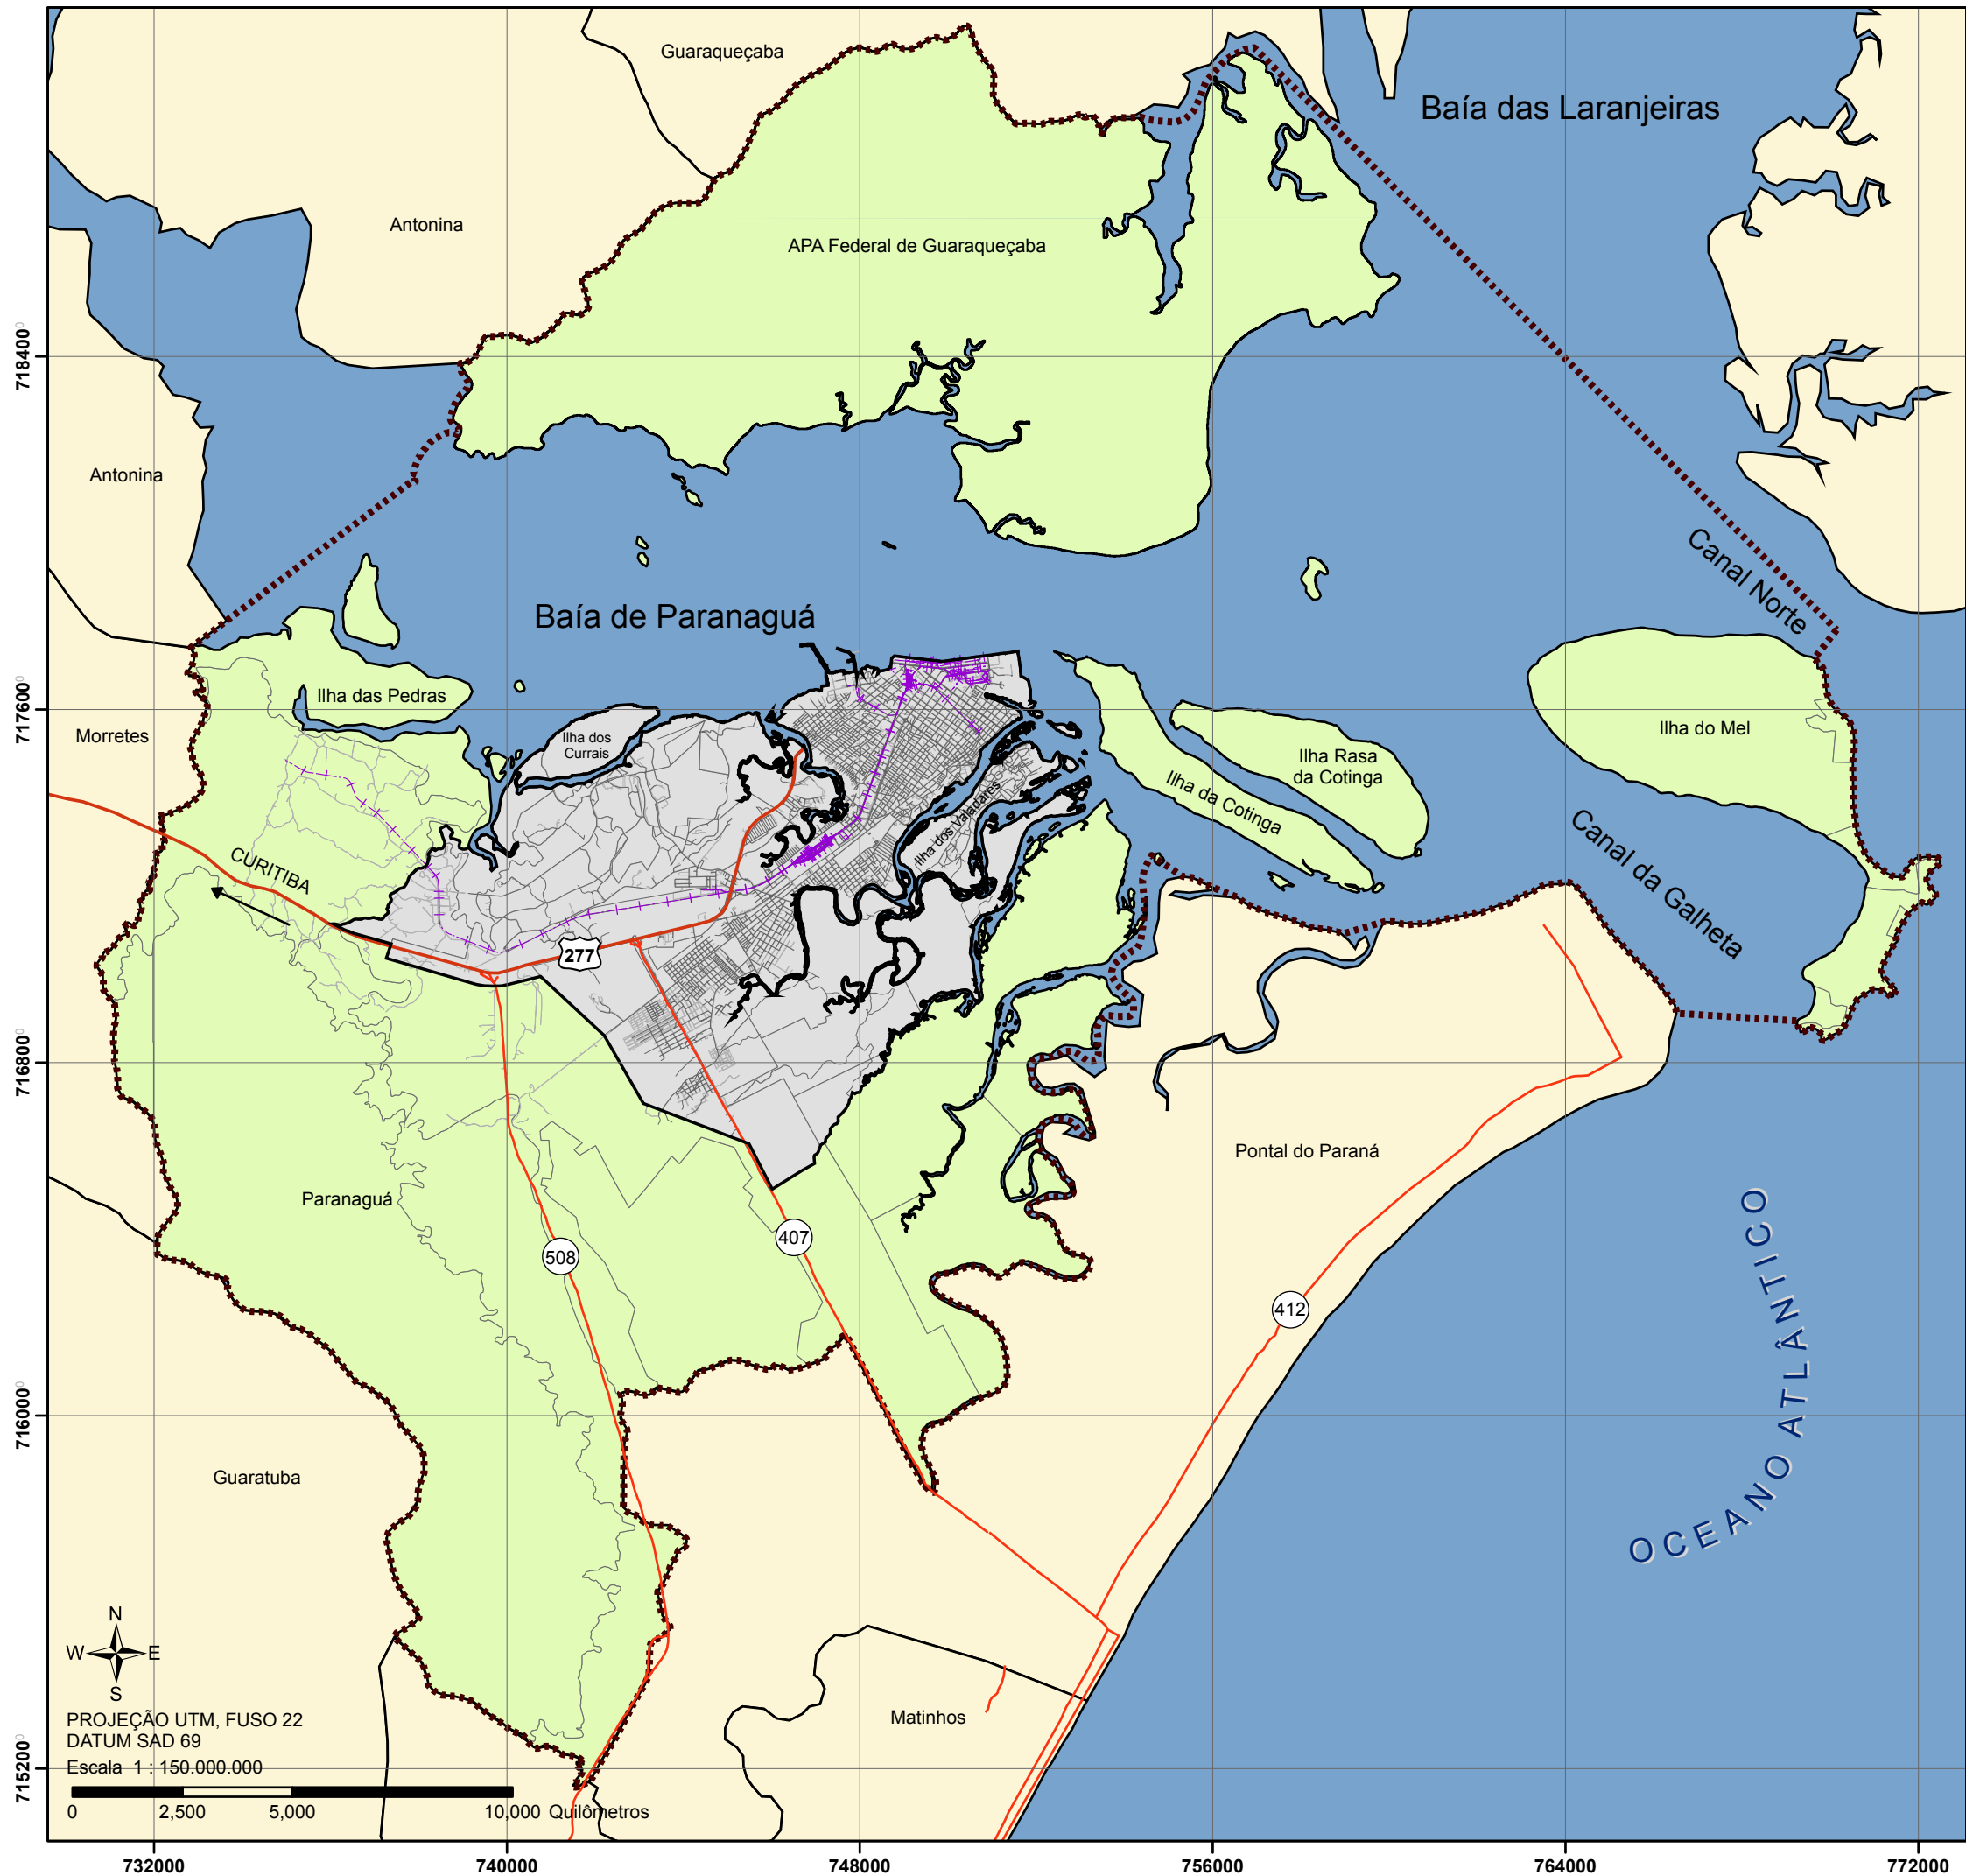 Guaraqueçaba
Baía das Laranjeiras
Antonina
APA Federal de Guaraqueçaba
7184000
Antonina
Canal Norte
Baía de Paranaguá
Ilha das Pedras
7176000
Morretes
Ilha dos
Currais
Ilha do Mel
Ilha Rasa
da Cotinga
Ilha da Cotinga
Ilha dos Valadares
Canal da Galheta
CURITIBA
277
7168000
Pontal do Paraná
Paranaguá
407
508
412
OCEANO ATLÂNTICO
7160000
Guaratuba
N
W E
S
Matinhos
PROJEÇÃO UTM, FUSO 22
DATUM SAD 69
Escala 1 : 150.000.000
7152000
0 2,500 5,000 10,000 Quilômetros
732000 740000 748000 756000 764000 772000